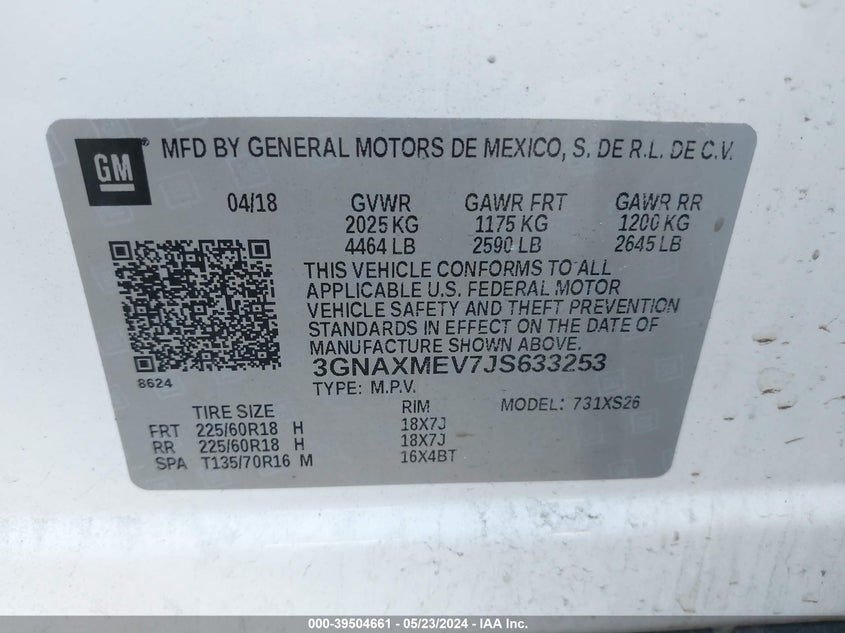 GM
MFD BY GENERAL MOTORS DE MEXICO, S. DE R.L. DE C.V.
04/18 GVWR GAWR FRT GAWR RR
2025 KG 1175 KG 1200 KG
4464 LB 2590 LB 2645 LB
THIS VEHICLE CONFORMS TO ALL
APPLICABLE U.S. FEDERAL MOTOR
VEHICLE SAFETY AND THEFT PREVENTION
STANDARDS IN EFFECT ON THE DATE OF
MANUFACTURE SHOWN ABOVE.
3GNAXMEV7JS633253
8624
TYPE: M.P.V.
TIRE SIZE RIM MODEL: 731XS26
FRT 225/60R18 H 18X7J
RR 225/60R18 H 18X7J
SPA T135/70R16 M 16X4BT
000-39504661 - 05/23/2024 - IAA Inc.